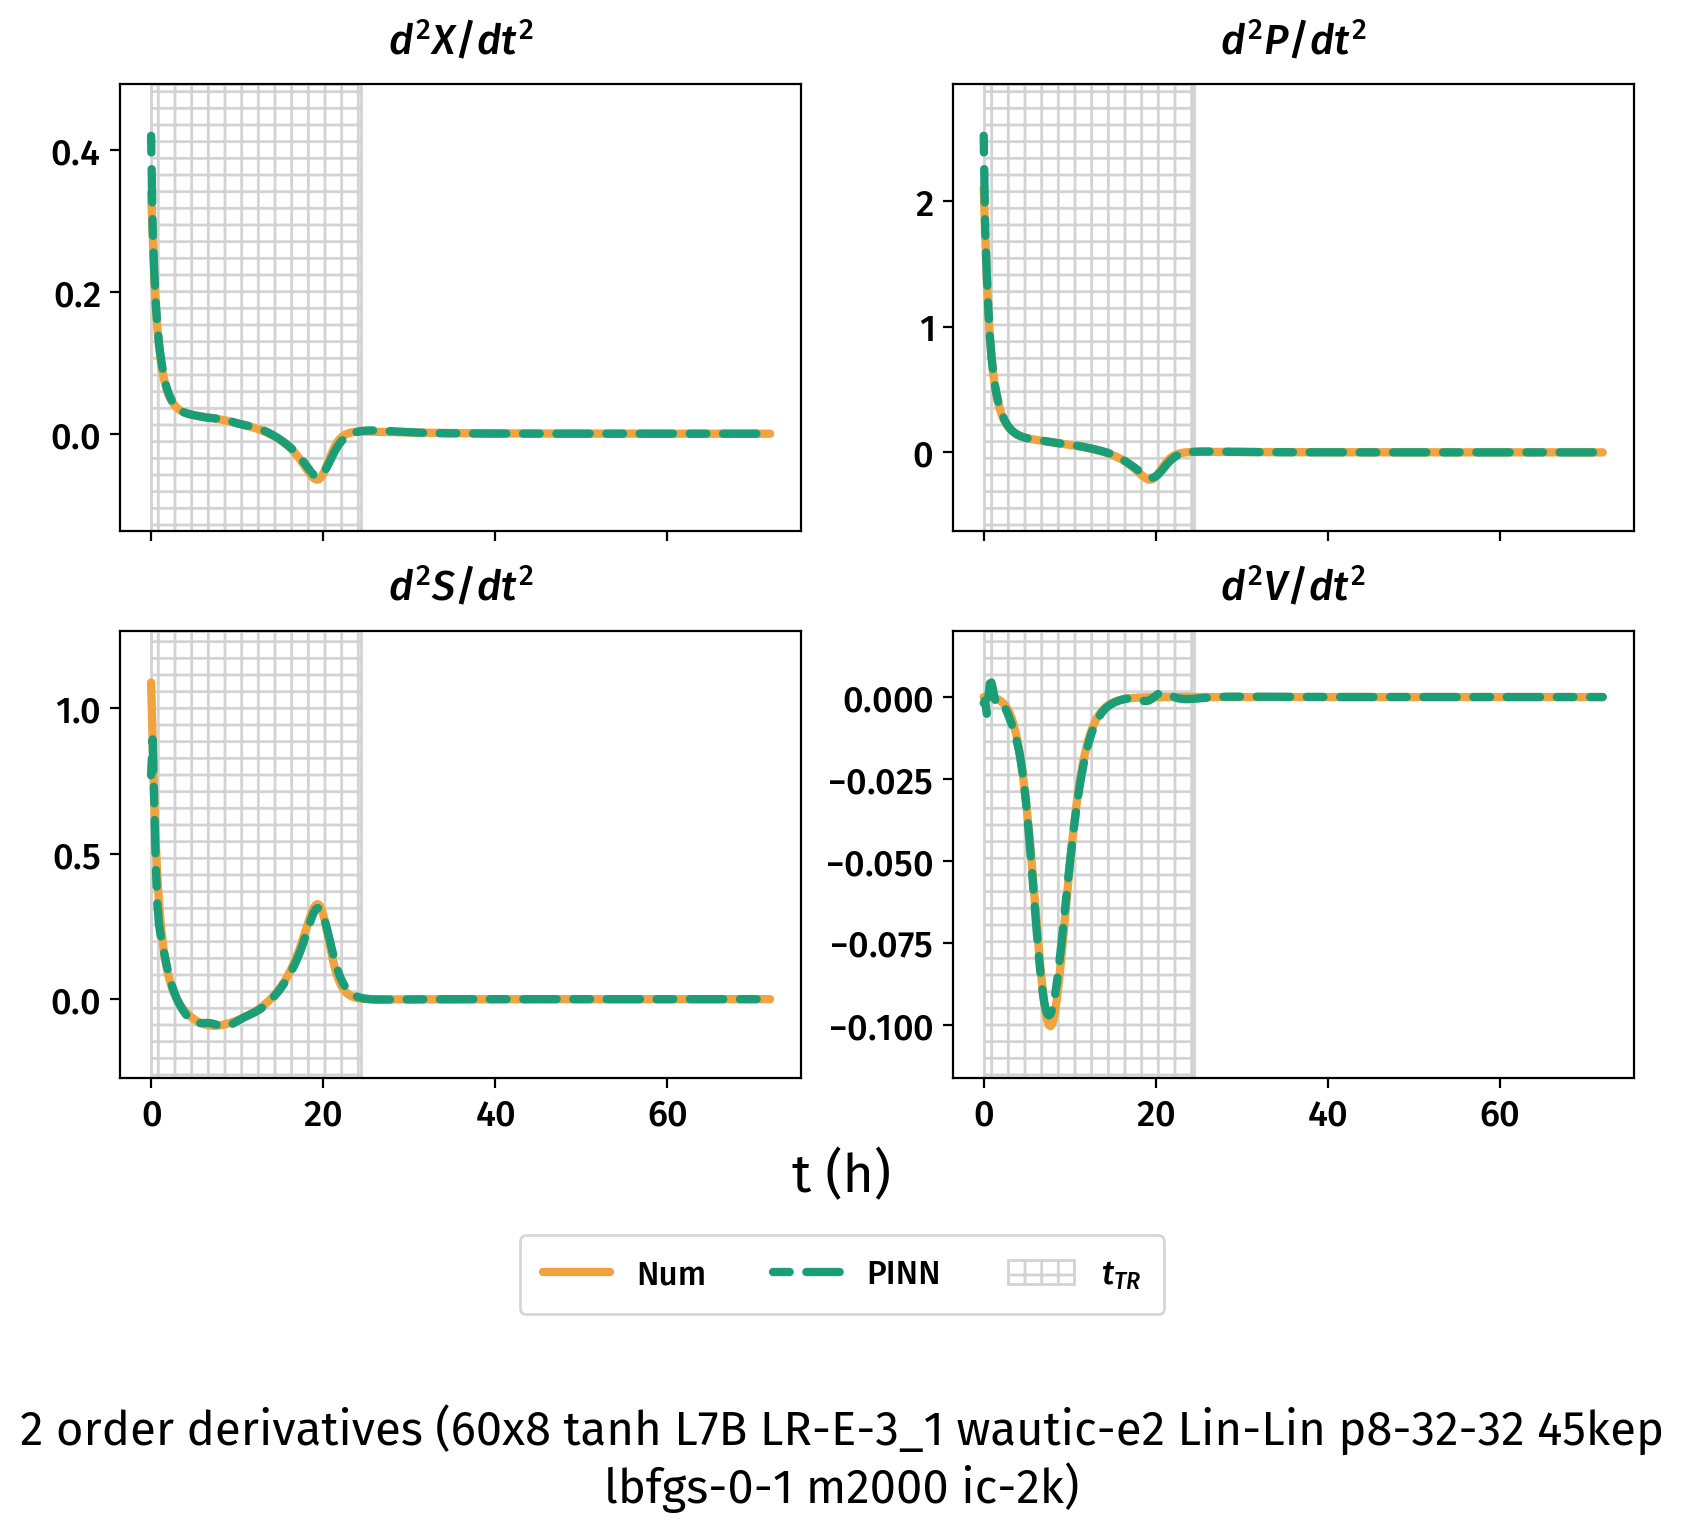 d²X/dt²
d²P/dt²
0.4
0.2
0.0
2
1
0
d²S/dt²
d²V/dt²
1.0
0.5
0.0
0.000
−0.025
−0.050
−0.075
−0.100
0 20 40 60
0 20 40 60
t (h)
Num PINN t_TR
2 order derivatives (60x8 tanh L7B LR-E-3_1 wautic-e2 Lin-Lin p8-32-32 45kep
lbfgs-0-1 m2000 ic-2k)